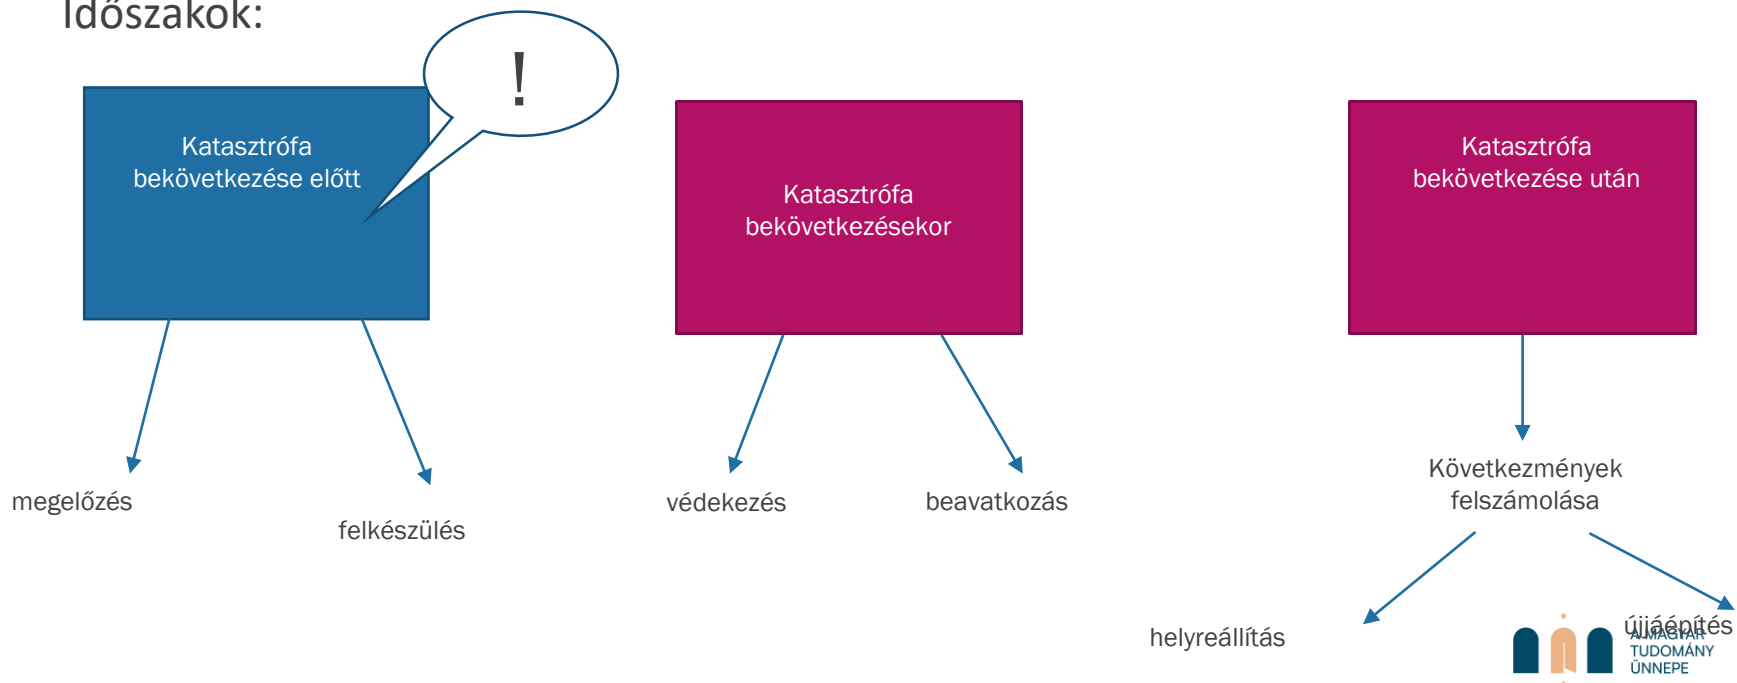 Időszakok:
!
Katasztrófa
bekövetkezése előtt
Katasztrófa
bekövetkezésekor
Katasztrófa
bekövetkezése után
megelőzés
felkészülés
védekezés
beavatkozás
Következmények
felszámolása
helyreállítás
újjáépítés
A MAGYAR
TUDOMÁNY
ÜNNEPE